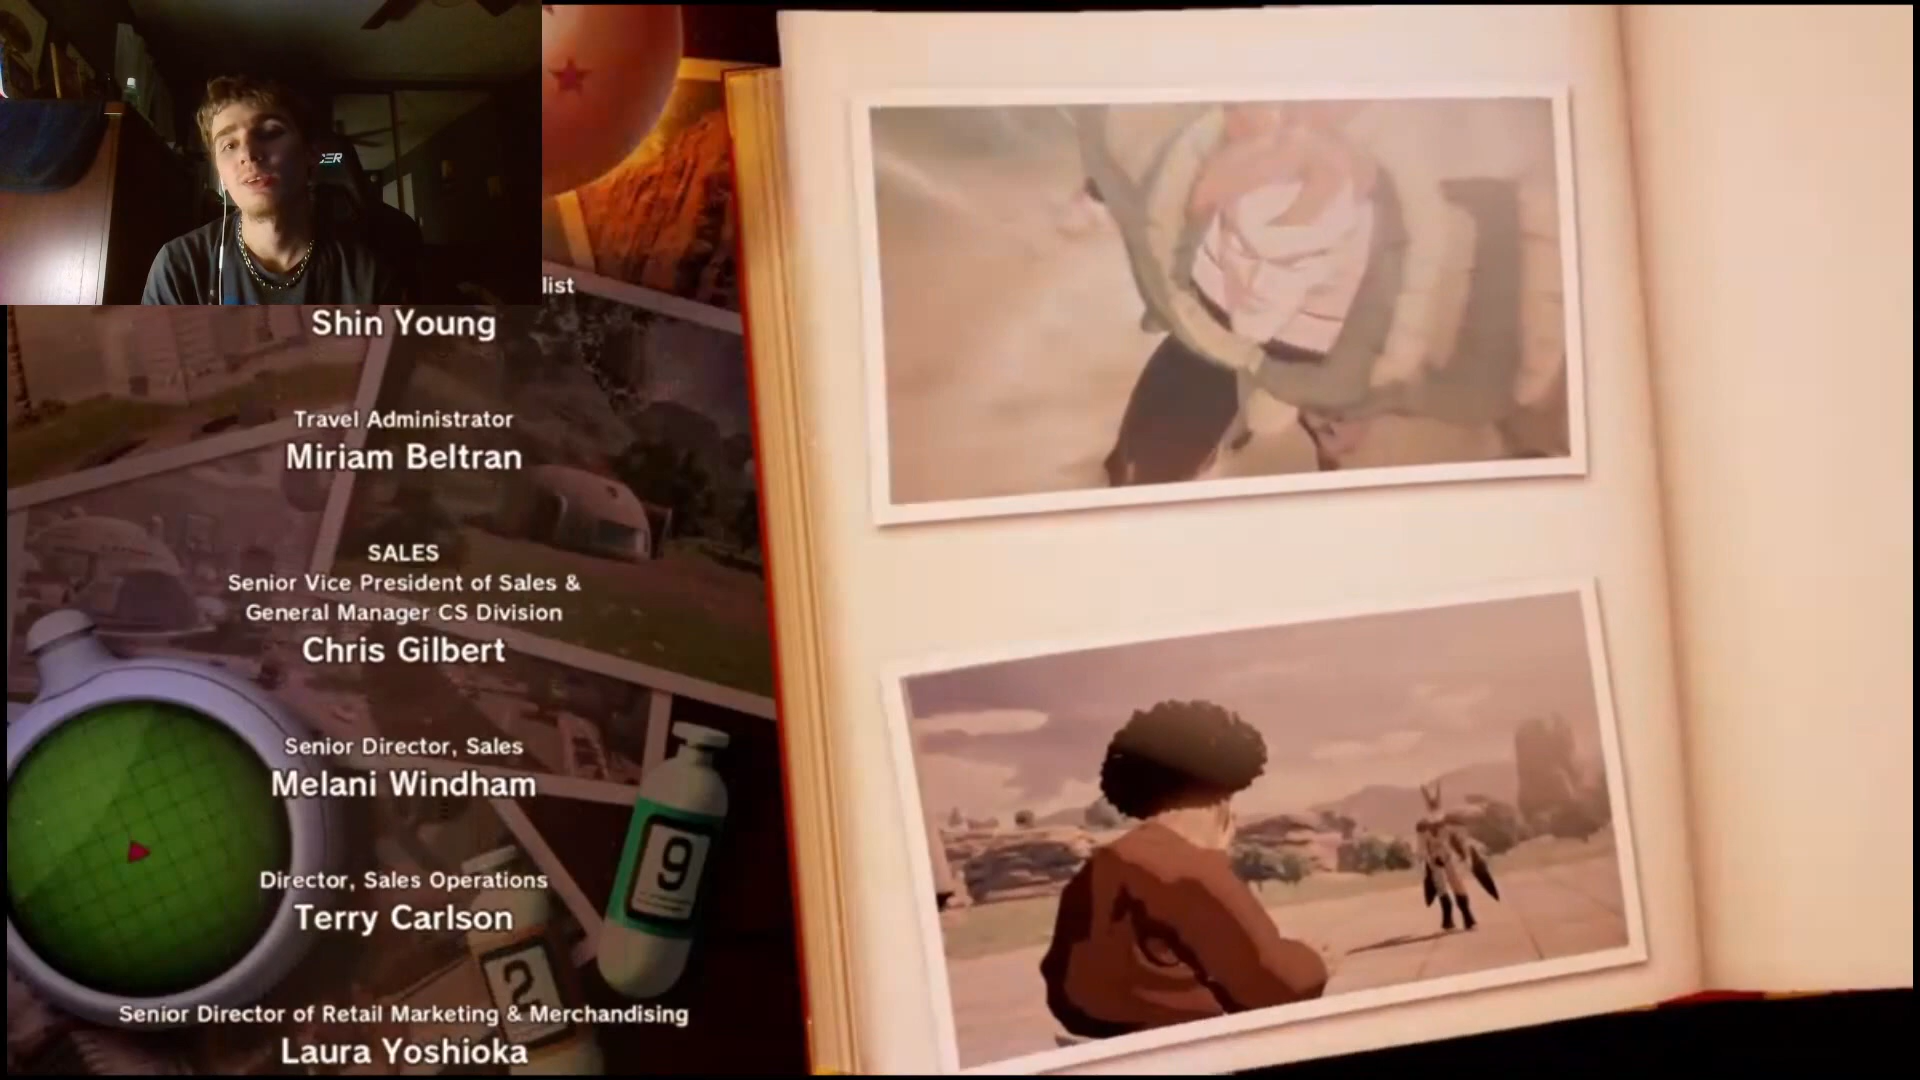 list
Shin Young
Travel Administrator
Miriam Beltran
SALES
Senior Vice President of Sales &
General Manager CS Division
Chris Gilbert
Senior Director, Sales
Melani Windham
Director, Sales Operations
Terry Carlson
Senior Director of Retail Marketing & Merchandising
Laura Yoshioka
9
2